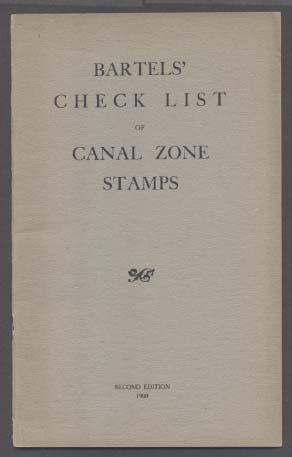 BARTELS'
CHECK LIST
OF
CANAL ZONE
STAMPS
SECOND EDITION
1908